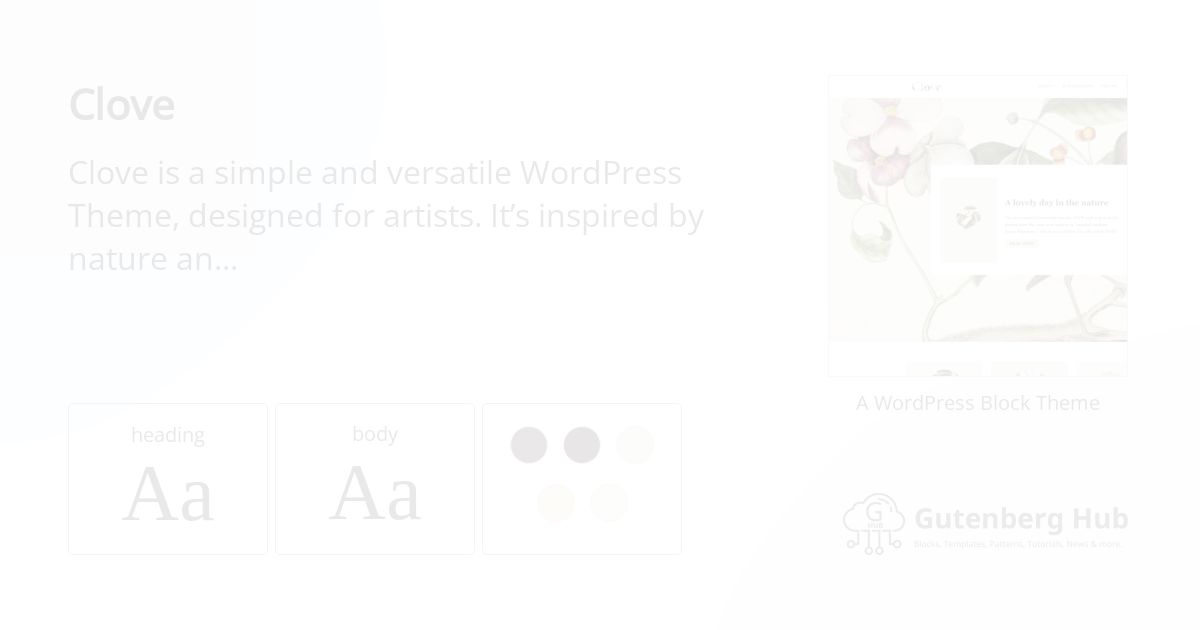 Clove
Clove is a simple and versatile WordPress
Theme, designed for artists. It’s inspired by
nature an...
heading
Aa
body
Aa
Clove
A lovely day in the nature
A WordPress Block Theme
G
HUB
Gutenberg Hub
Blocks, Templates, Patterns, Tutorials, News & more.